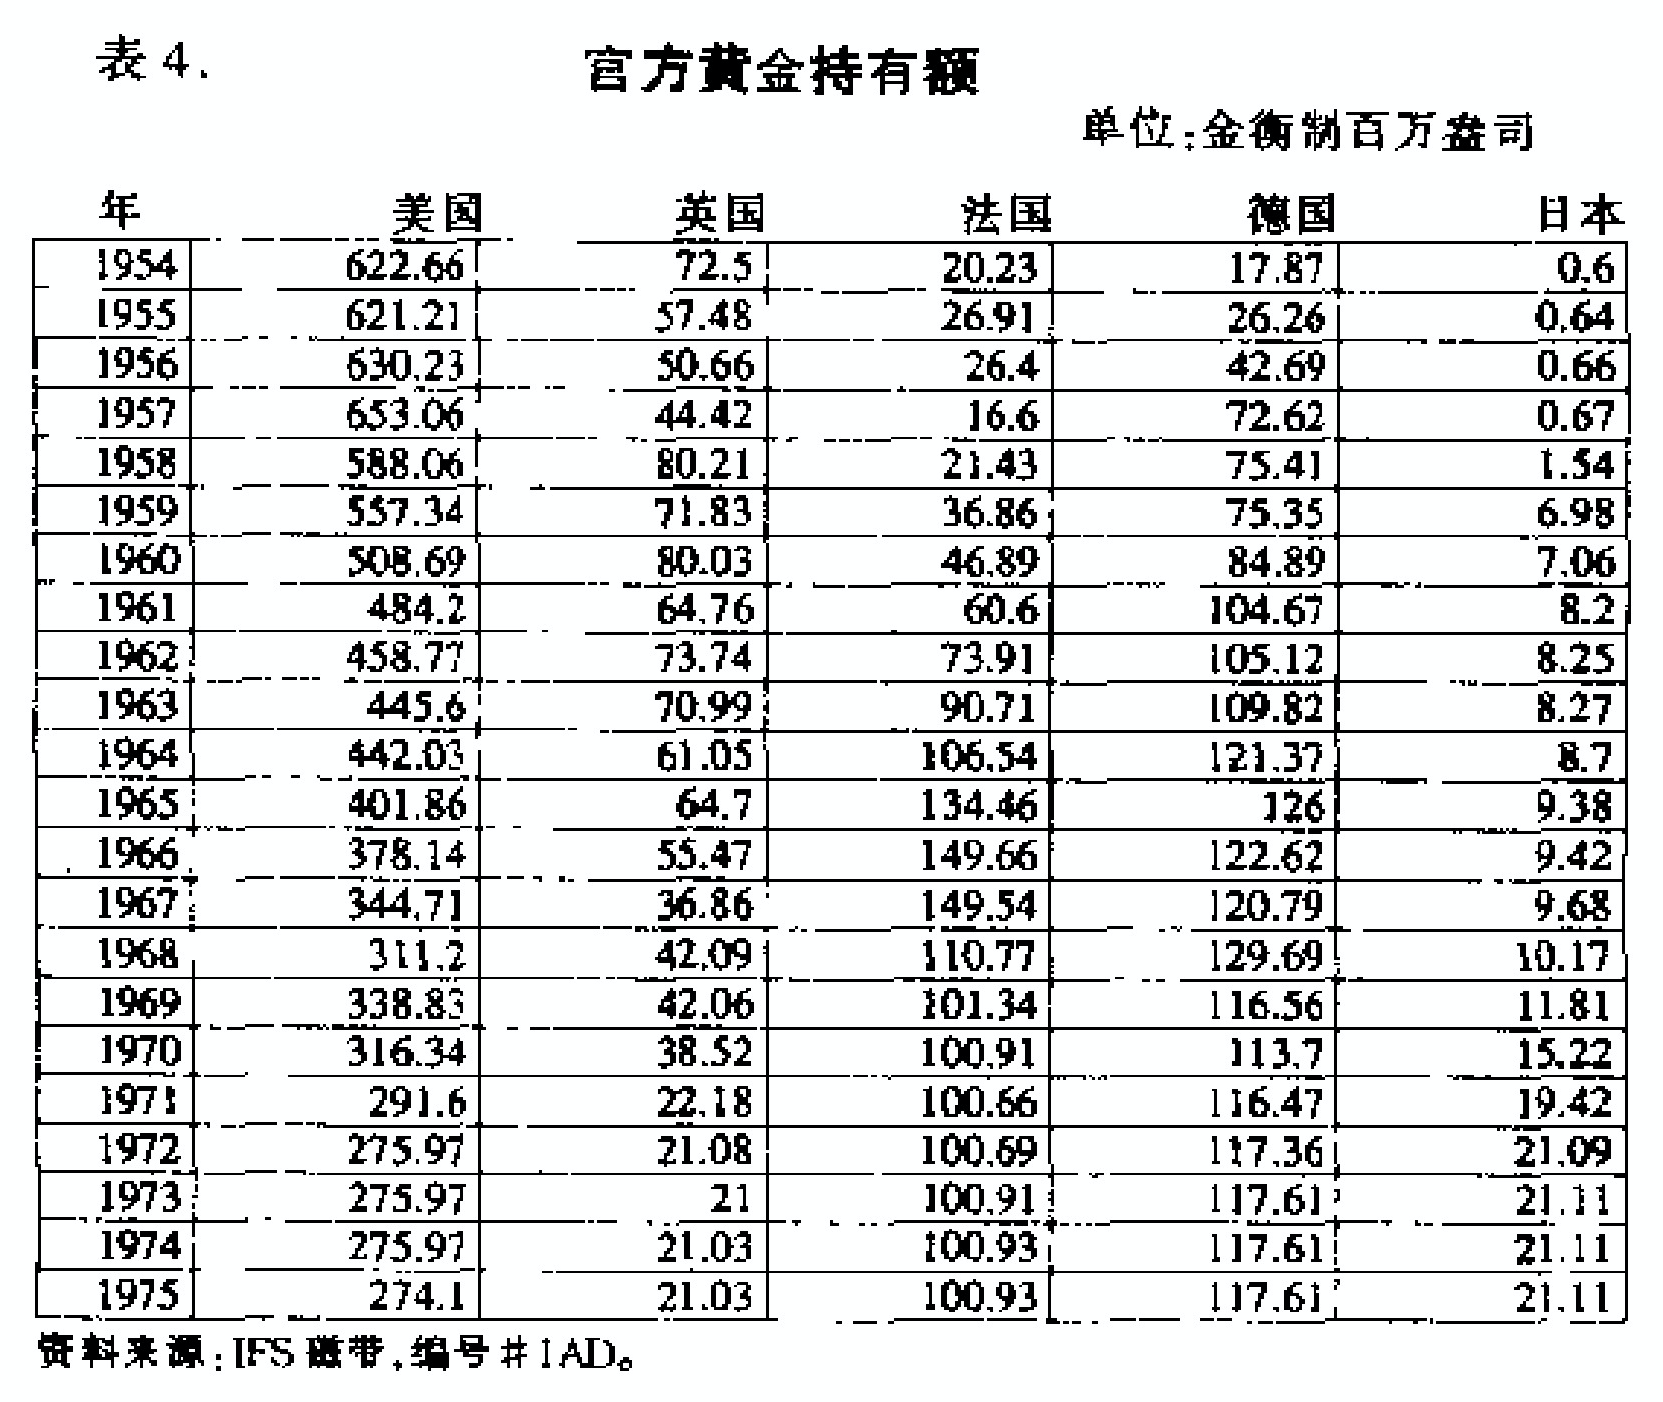 表4.
官方黄金持有额
单位:金衡制百万盎司
年 美国 英国 法国 德国 日本
1954 622.66 72.5 20.23 17.87 0.6
1955 621.21 57.48 26.91 26.26 0.64
1956 630.23 50.66 26.4 42.69 0.66
1957 653.06 44.42 16.6 72.62 0.67
1958 588.06 80.21 21.43 75.41 1.54
1959 557.34 71.83 36.86 75.35 6.98
1960 508.69 80.03 46.89 84.89 7.06
1961 484.2 64.76 60.6 104.67 8.2
1962 458.77 73.74 73.91 105.12 8.25
1963 445.6 70.99 90.71 109.82 8.27
1964 442.03 61.05 106.54 121.37 8.7
1965 401.86 64.7 134.46 126 9.38
1966 378.14 55.47 149.66 122.62 9.42
1967 344.71 36.86 149.54 120.79 9.68
1968 311.2 42.09 110.77 129.69 10.17
1969 338.83 42.06 101.34 116.56 11.81
1970 316.34 38.52 100.91 113.7 15.22
1971 291.6 22.18 100.66 116.47 19.42
1972 275.97 21.08 100.69 117.36 21.09
1973 275.97 21 100.91 117.61 21.11
1974 275.97 21.03 100.93 117.61 21.11
1975 274.1 21.03 100.93 117.61 21.11
资料来源:IFS磁带,编号#1AD。